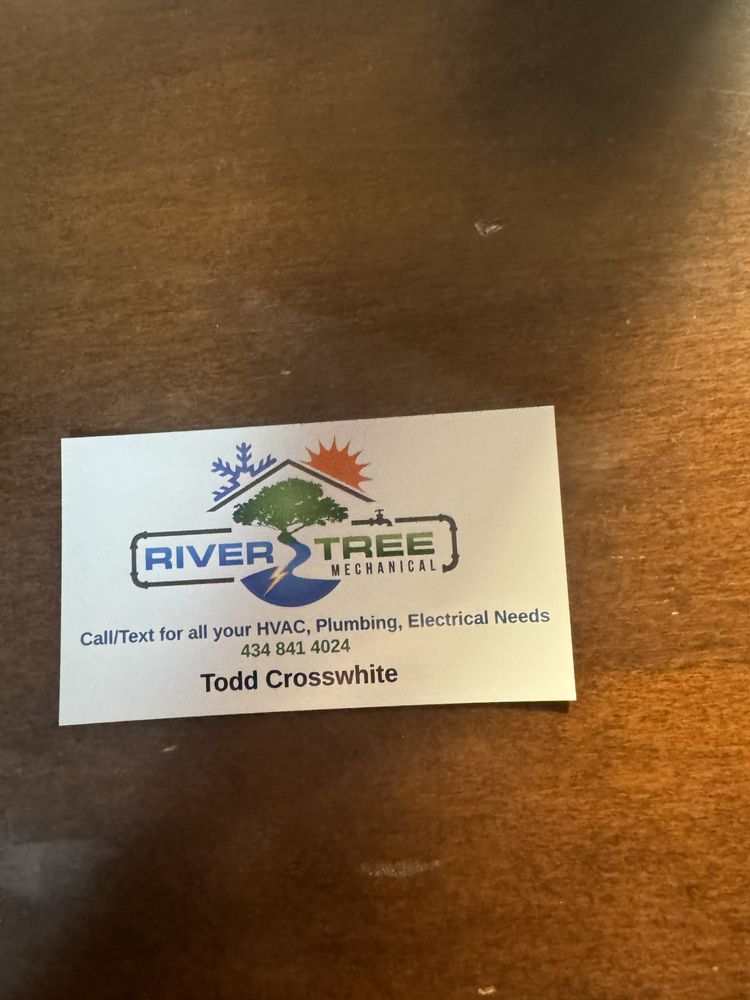 RIVER TREE
MECHANICAL
Call/Text for all your HVAC, Plumbing, Electrical Needs
434 841 4024
Todd Crosswhite